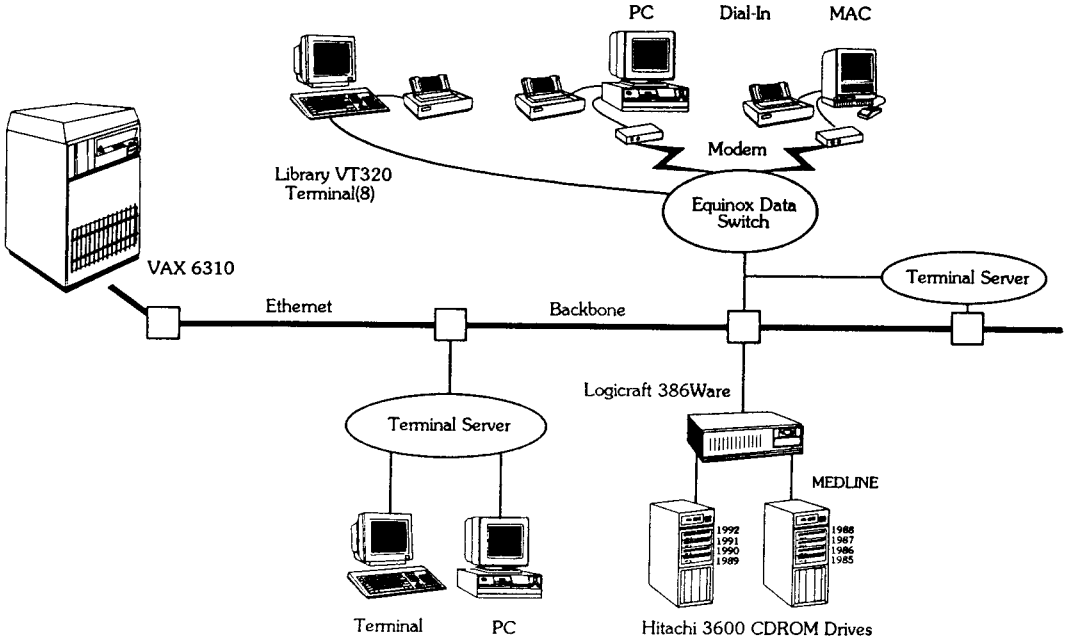 PC
Dial-In
MAC
Modem
Library VT320
Terminal(8)
Equinox Data
Switch
VAX 6310
Terminal Server
Ethernet
Backbone
Logicraft 386Ware
Terminal Server
MEDLINE
1992
1991
1990
1989
1988
1987
1986
1985
Terminal
PC
Hitachi 3600 CDROM Drives